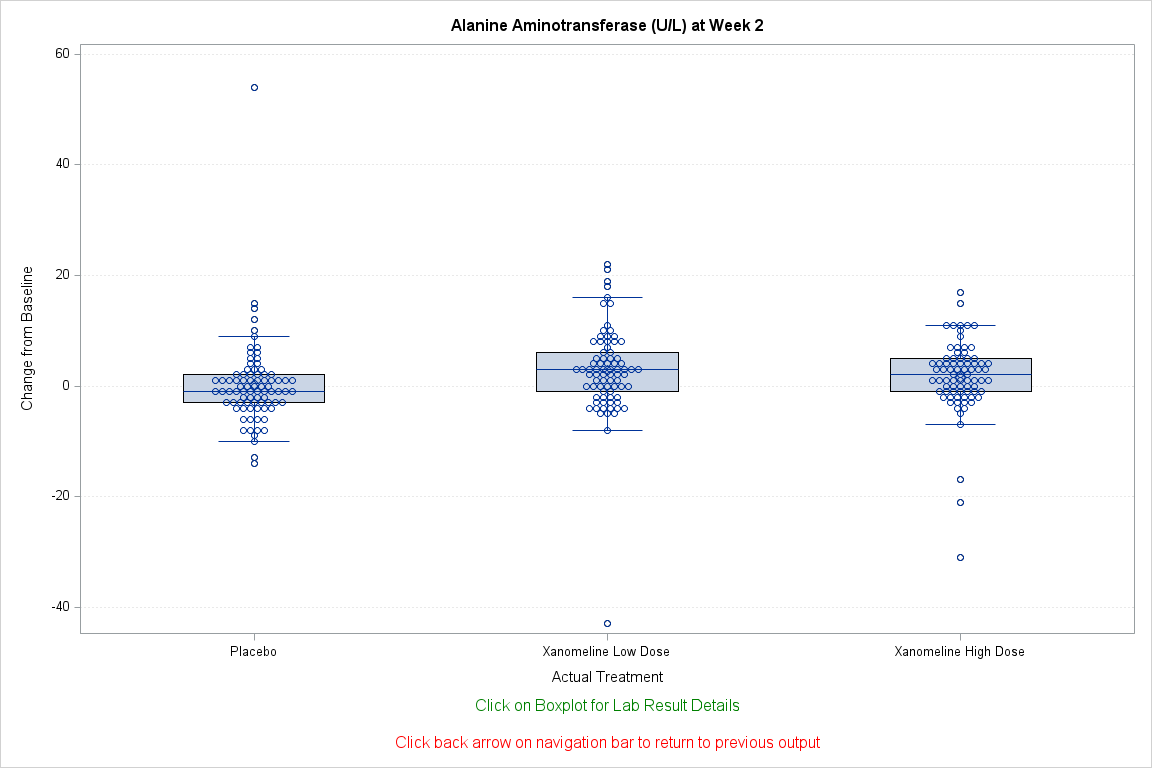 Alanine Aminotransferase (U/L) at Week 2
60
40
20
0
-20
-40
Change from Baseline
Placebo
Xanomeline Low Dose
Xanomeline High Dose
Actual Treatment
Click on Boxplot for Lab Result Details
Click back arrow on navigation bar to return to previous output